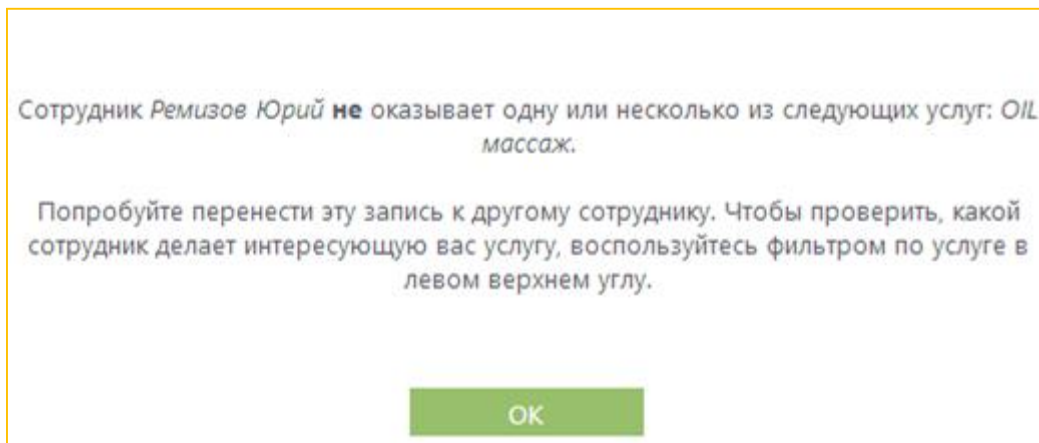 Сотрудник Ремизов Юрий не оказывает одну или несколько из следующих услуг: OIL
массаж.
Попробуйте перенести эту запись к другому сотруднику. Чтобы проверить, какой
сотрудник делает интересующую вас услугу, воспользуйтесь фильтром по услуге в
левом верхнем углу.
ОК